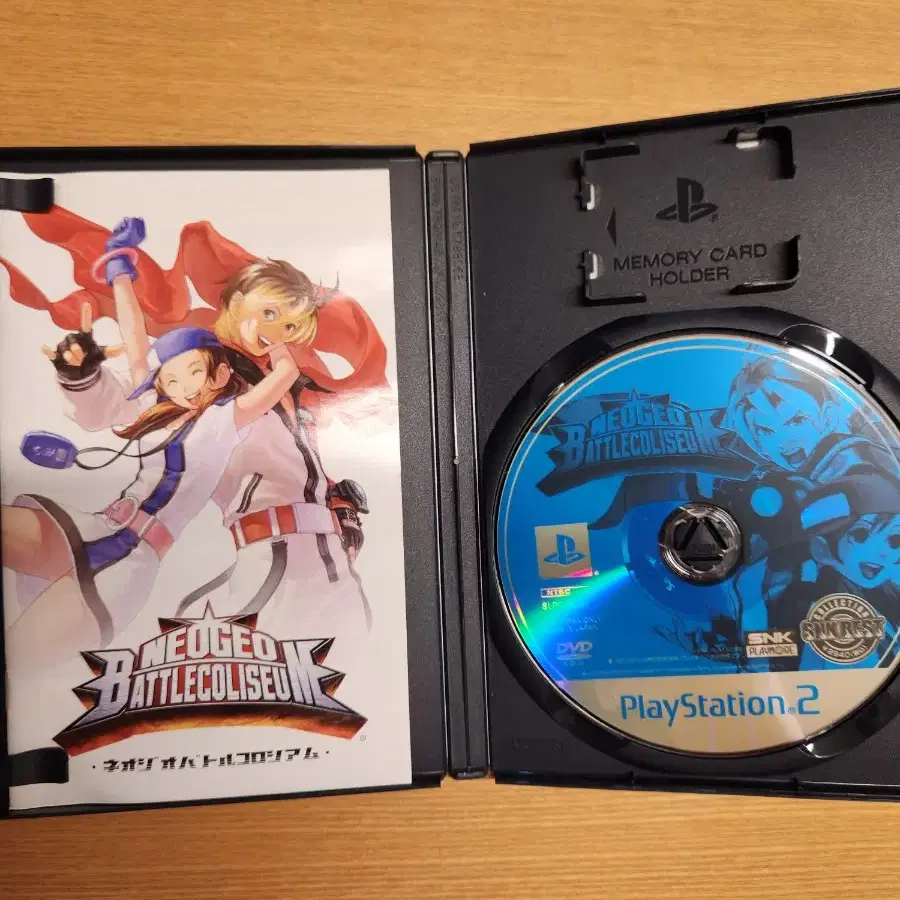 NEOGEO
BATTLECOLISEUM
・ネオジオバトルコロシアム・
MEMORY CARD
HOLDER
NEOGEO
BATTLECOLISEUM
NTSC
DVD
SNK
PLAYMORE
COLLECTION
SNK BEST
PlayStation®2